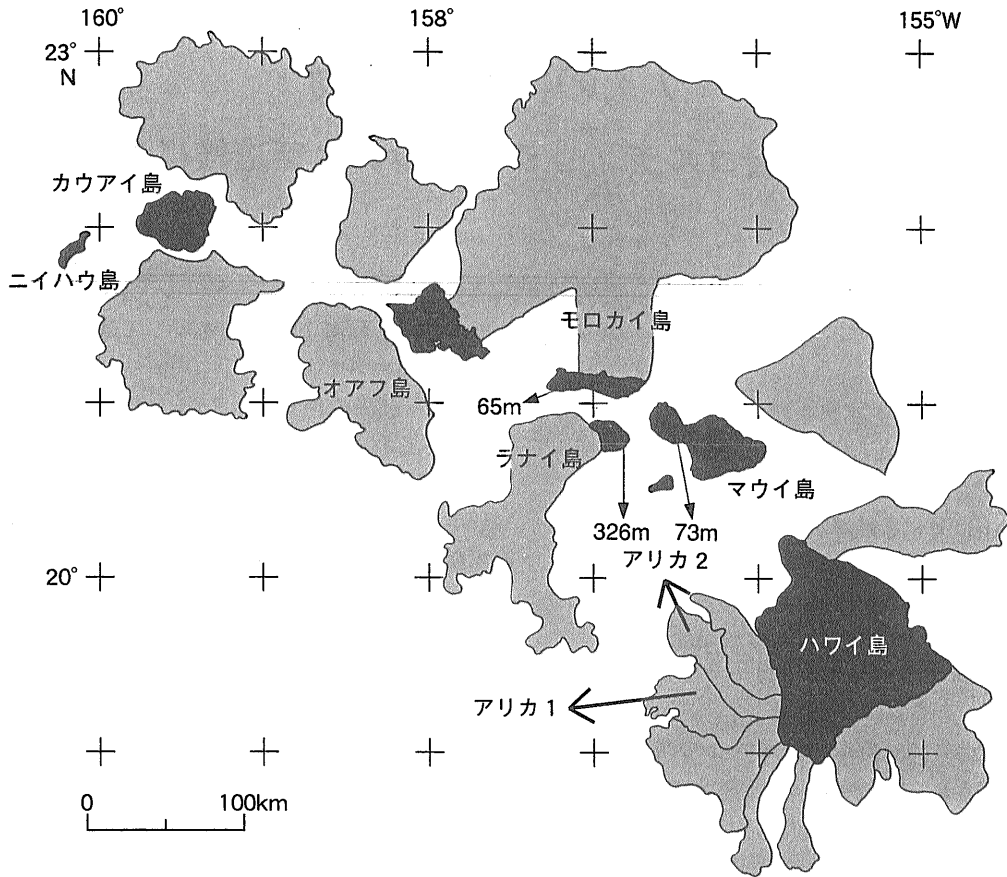 160°
158°
155°W
23°
N
カウアイ島
ニイハウ島
モロカイ島
オアフ島
65m
ラナイ島
マウイ島
326m
73m
アリカ2
20°
ハワイ島
アリカ1
0
100km